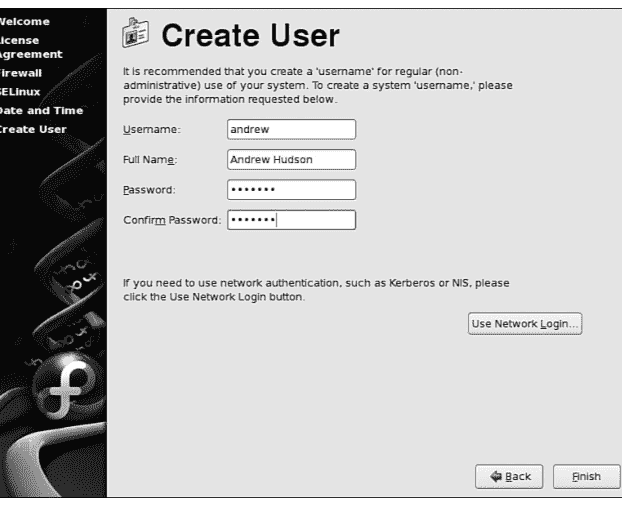 Welcome
License
Agreement
Firewall
SELinux
Date and Time
Create User
Create User
It is recommended that you create a 'username' for regular (non-
administrative) use of your system. To create a system 'username,' please
provide the information requested below.
Username: andrew
Full Name: Andrew Hudson
Password: •••••••
Confirm Password: •••••••
If you need to use network authentication, such as Kerberos or NIS, please
click the Use Network Login button.
Use Network Login...
Back
Finish